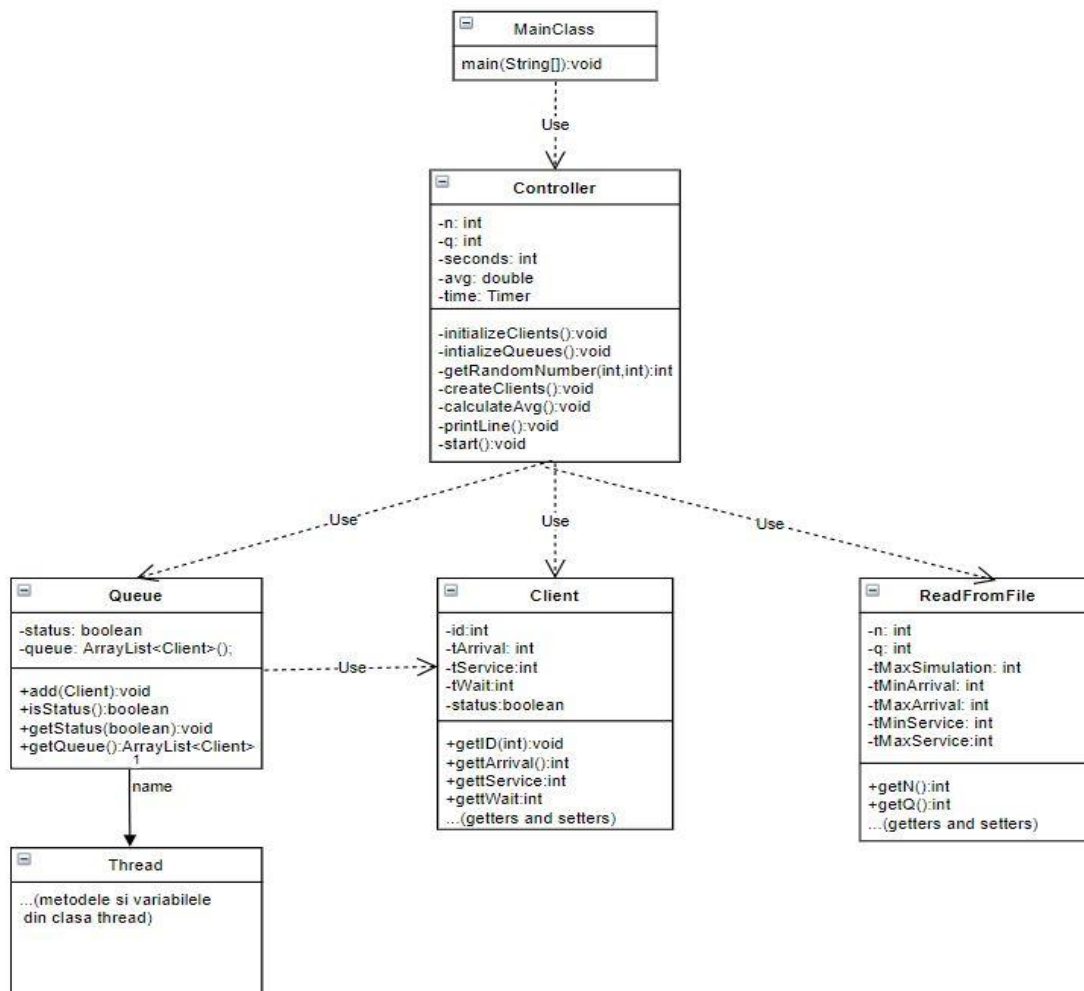 MainClass
main(String[]):void
Use
Controller
-n: int
-q: int
-seconds: int
-avg: double
-time: Timer
-initializeClients():void
-intializeQueues():void
-getRandomNumber(int,int):int
-createClients():void
-calculateAvg():void
-printLine():void
-start():void
Use
Use
Use
Queue
-status: boolean
-queue: ArrayList<Client>();
+add(Client):void
+isStatus():boolean
+getStatus(boolean):void
+getQueue():ArrayList<Client>
1
name
Use
Client
-id:int
-tArrival: int
-tService:int
-tWait:int
-status:boolean
+getID(int):void
+gettArrival():int
+gettService:int
+gettWait:int
...(getters and setters)
ReadFromFile
-n: int
-q: int
-tMaxSimulation: int
-tMinArrival: int
-tMaxArrival: int
-tMinService: int
-tMaxService:int
+getN():int
+getQ():int
...(getters and setters)
Thread
...(metodele si variabilele
din clasa thread)